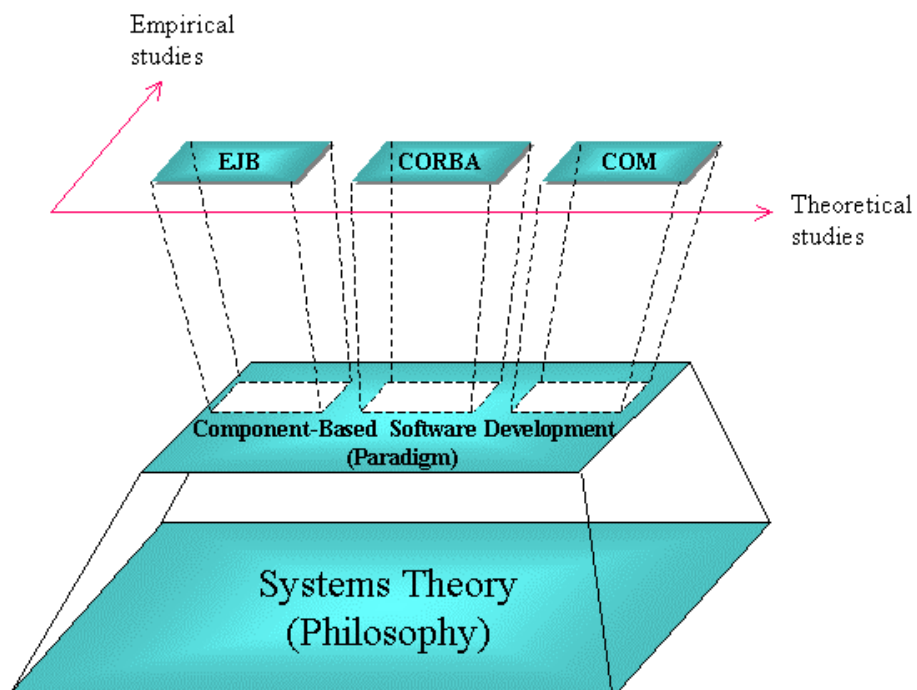 Empirical
studies
EJB CORBA COM
Theoretical
studies
Component-Based Software Development
(Paradigm)
Systems Theory
(Philosophy)